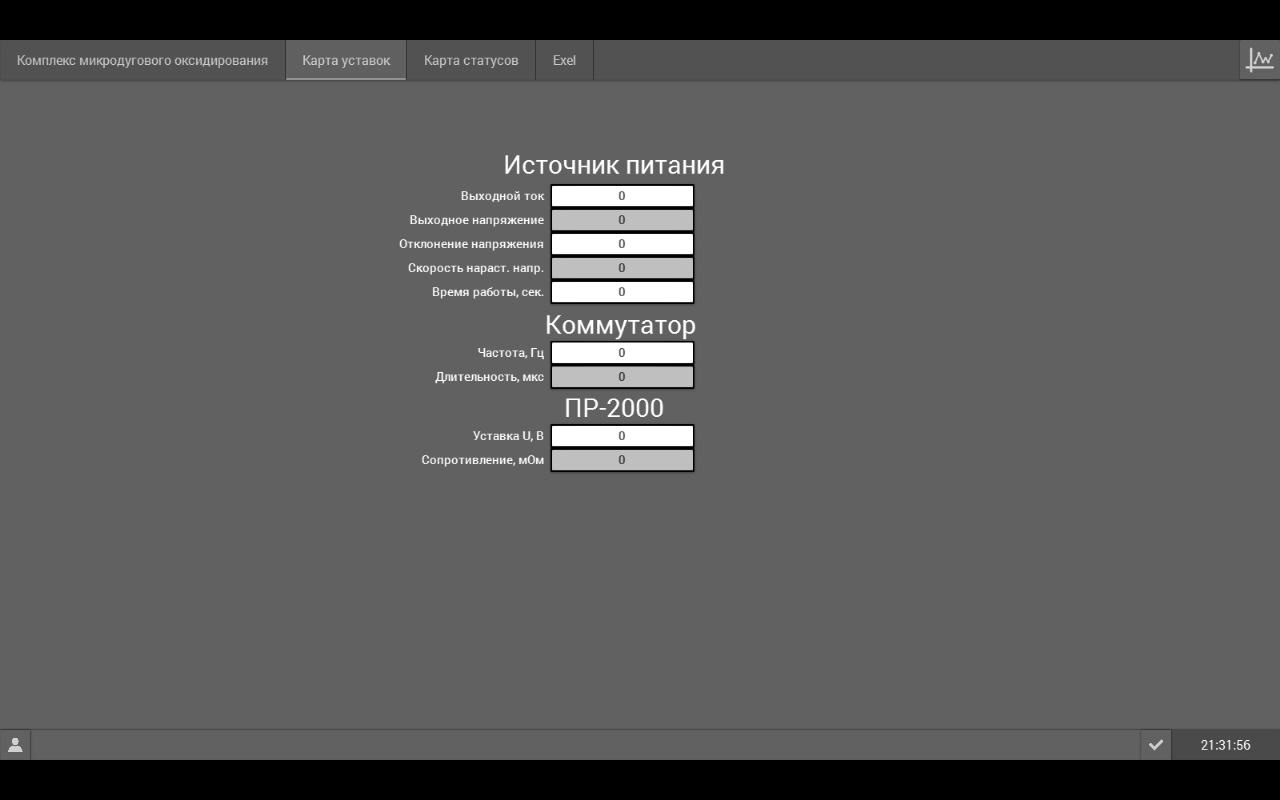 Комплекс микродугового оксидирования Карта уставок Карта статусов Exel
Источник питания
Выходной ток 0
Выходное напряжение 0
Отклонение напряжения 0
Скорость нараст. напр. 0
Время работы, сек. 0
Коммутатор
Частота, Гц 0
Длительность, мкс 0
ПР-2000
Уставка U, В 0
Сопротивление, мОм 0
21:31:56